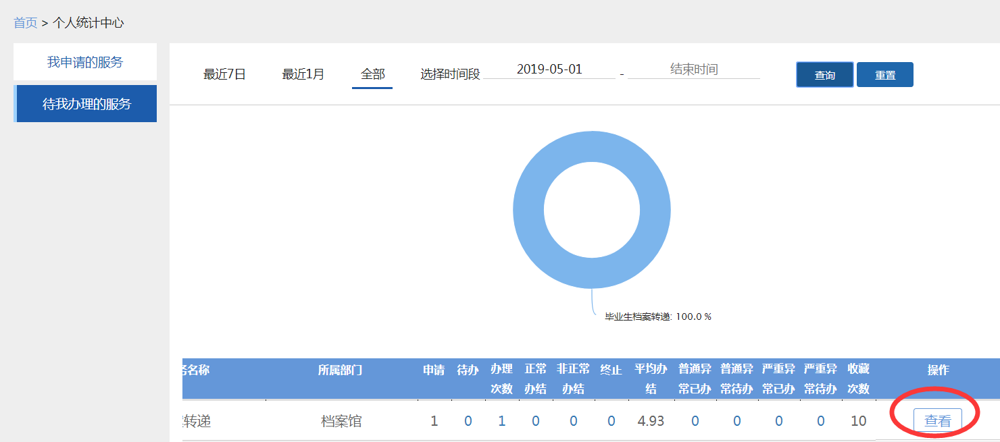 首页 > 个人统计中心
我申请的服务
待我办理的服务
最近7日 最近1月 全部 选择时间段 2019-05-01 - 结束时间 查询 重置
毕业生档案转递: 100.0 %
名称 所属部门 申请 待办 办理次数 正常办结 非正常办结 终止 平均办结 普通异常已办 普通异常待办 严重异常已办 严重异常待办 收藏次数 操作
转递 档案馆 1 0 1 0 0 0 4.93 0 0 0 0 10 查看